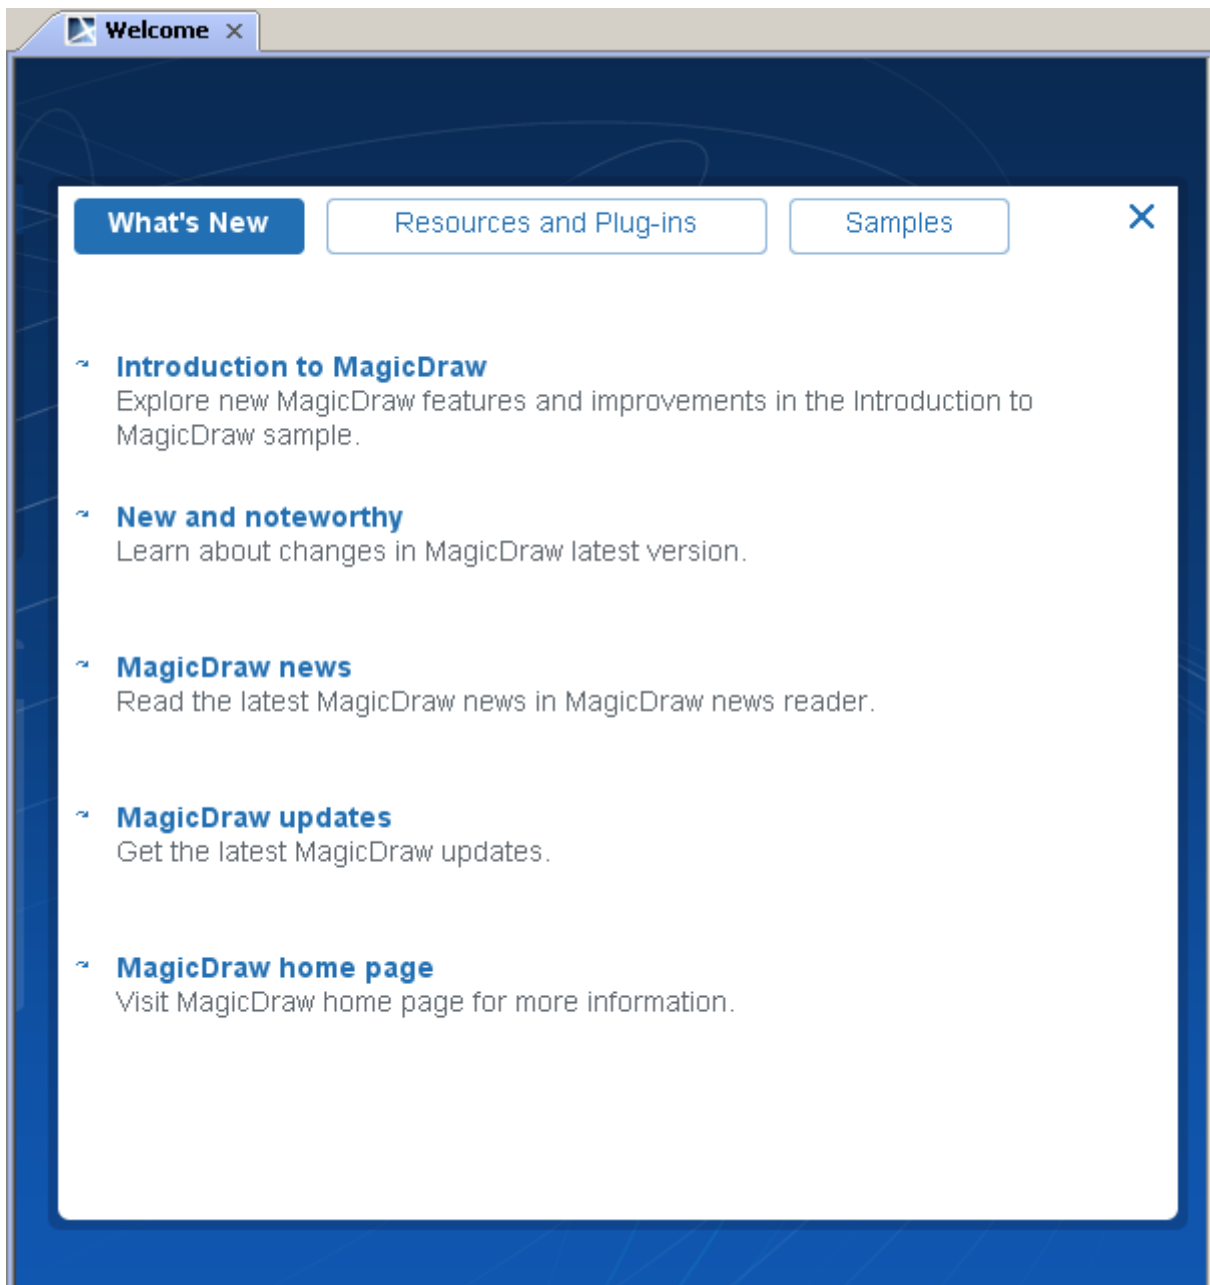 Welcome
What's New
Resources and Plug-ins
Samples
Introduction to MagicDraw
Explore new MagicDraw features and improvements in the Introduction to
MagicDraw sample.
New and noteworthy
Learn about changes in MagicDraw latest version.
MagicDraw news
Read the latest MagicDraw news in MagicDraw news reader.
MagicDraw updates
Get the latest MagicDraw updates.
MagicDraw home page
Visit MagicDraw home page for more information.